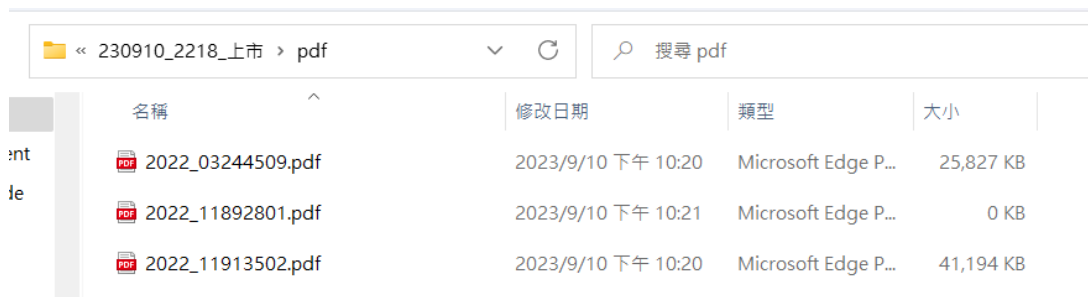 « 230910_2218_上市 › pdf 搜尋 pdf
名稱 修改日期 類型 大小
ent
de
PDF 2022_03244509.pdf 2023/9/10 下午 10:20 Microsoft Edge P... 25,827 KB
PDF 2022_11892801.pdf 2023/9/10 下午 10:21 Microsoft Edge P... 0 KB
PDF 2022_11913502.pdf 2023/9/10 下午 10:20 Microsoft Edge P... 41,194 KB